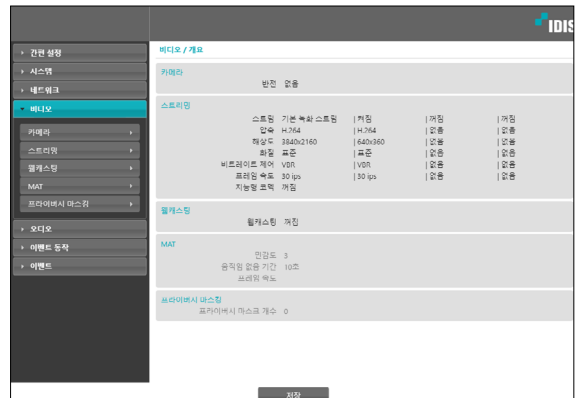 IDIS
간편 설정
시스템
네트워크
비디오
카메라
스트리밍
웹캐스팅
MAT
프라이버시 마스킹
오디오
이벤트 동작
이벤트
비디오 / 개요
카메라
반전 없음
스트리밍
스트림 기본 녹화 스트림 | 켜짐 | 꺼짐 | 꺼짐
압축 H.264 | H.264 | 없음 | 없음
해상도 3840x2160 | 640x360 | 없음 | 없음
화질 표준 | 표준 | 없음 | 없음
비트레이트 제어 VBR | VBR | 없음 | 없음
프레임 속도 30 ips | 30 ips | 없음 | 없음
지능형 코덱 꺼짐
웹캐스팅
웹캐스팅 꺼짐
MAT
민감도 3
움직임 없음 기간 10초
프레임 속도
프라이버시 마스킹
프라이버시 마스크 개수 0
저장